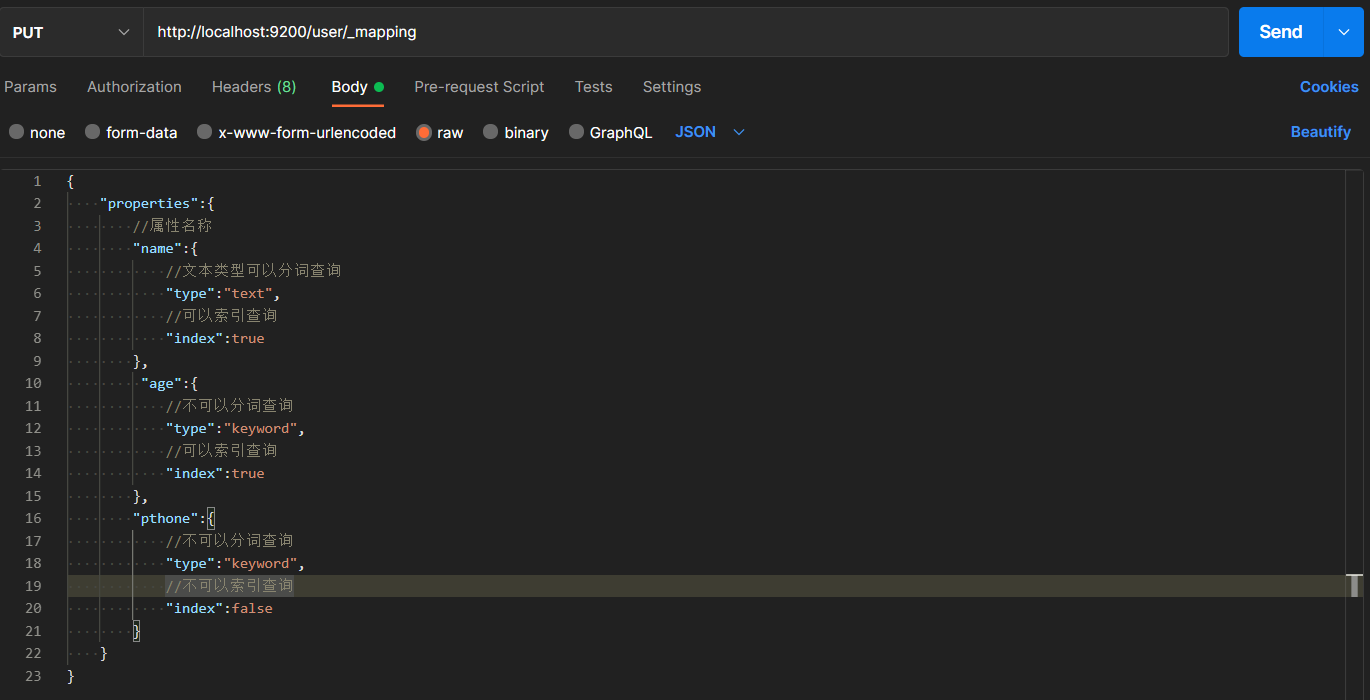 PUT http://localhost:9200/user/_mapping Send
Params Authorization Headers (8) Body Pre-request Script Tests Settings Cookies
none form-data x-www-form-urlencoded raw binary GraphQL JSON Beautify
1 {
2 "properties":{
3 //属性名称
4 "name":{
5 //文本类型可以分词查询
6 "type":"text",
7 //可以索引查询
8 "index":true
9 },
10 "age":{
11 //不可以分词查询
12 "type":"keyword",
13 //可以索引查询
14 "index":true
15 },
16 "pthone":{
17 //不可以分词查询
18 "type":"keyword",
19 //不可以索引查询
20 "index":false
21 }
22 }
23 }